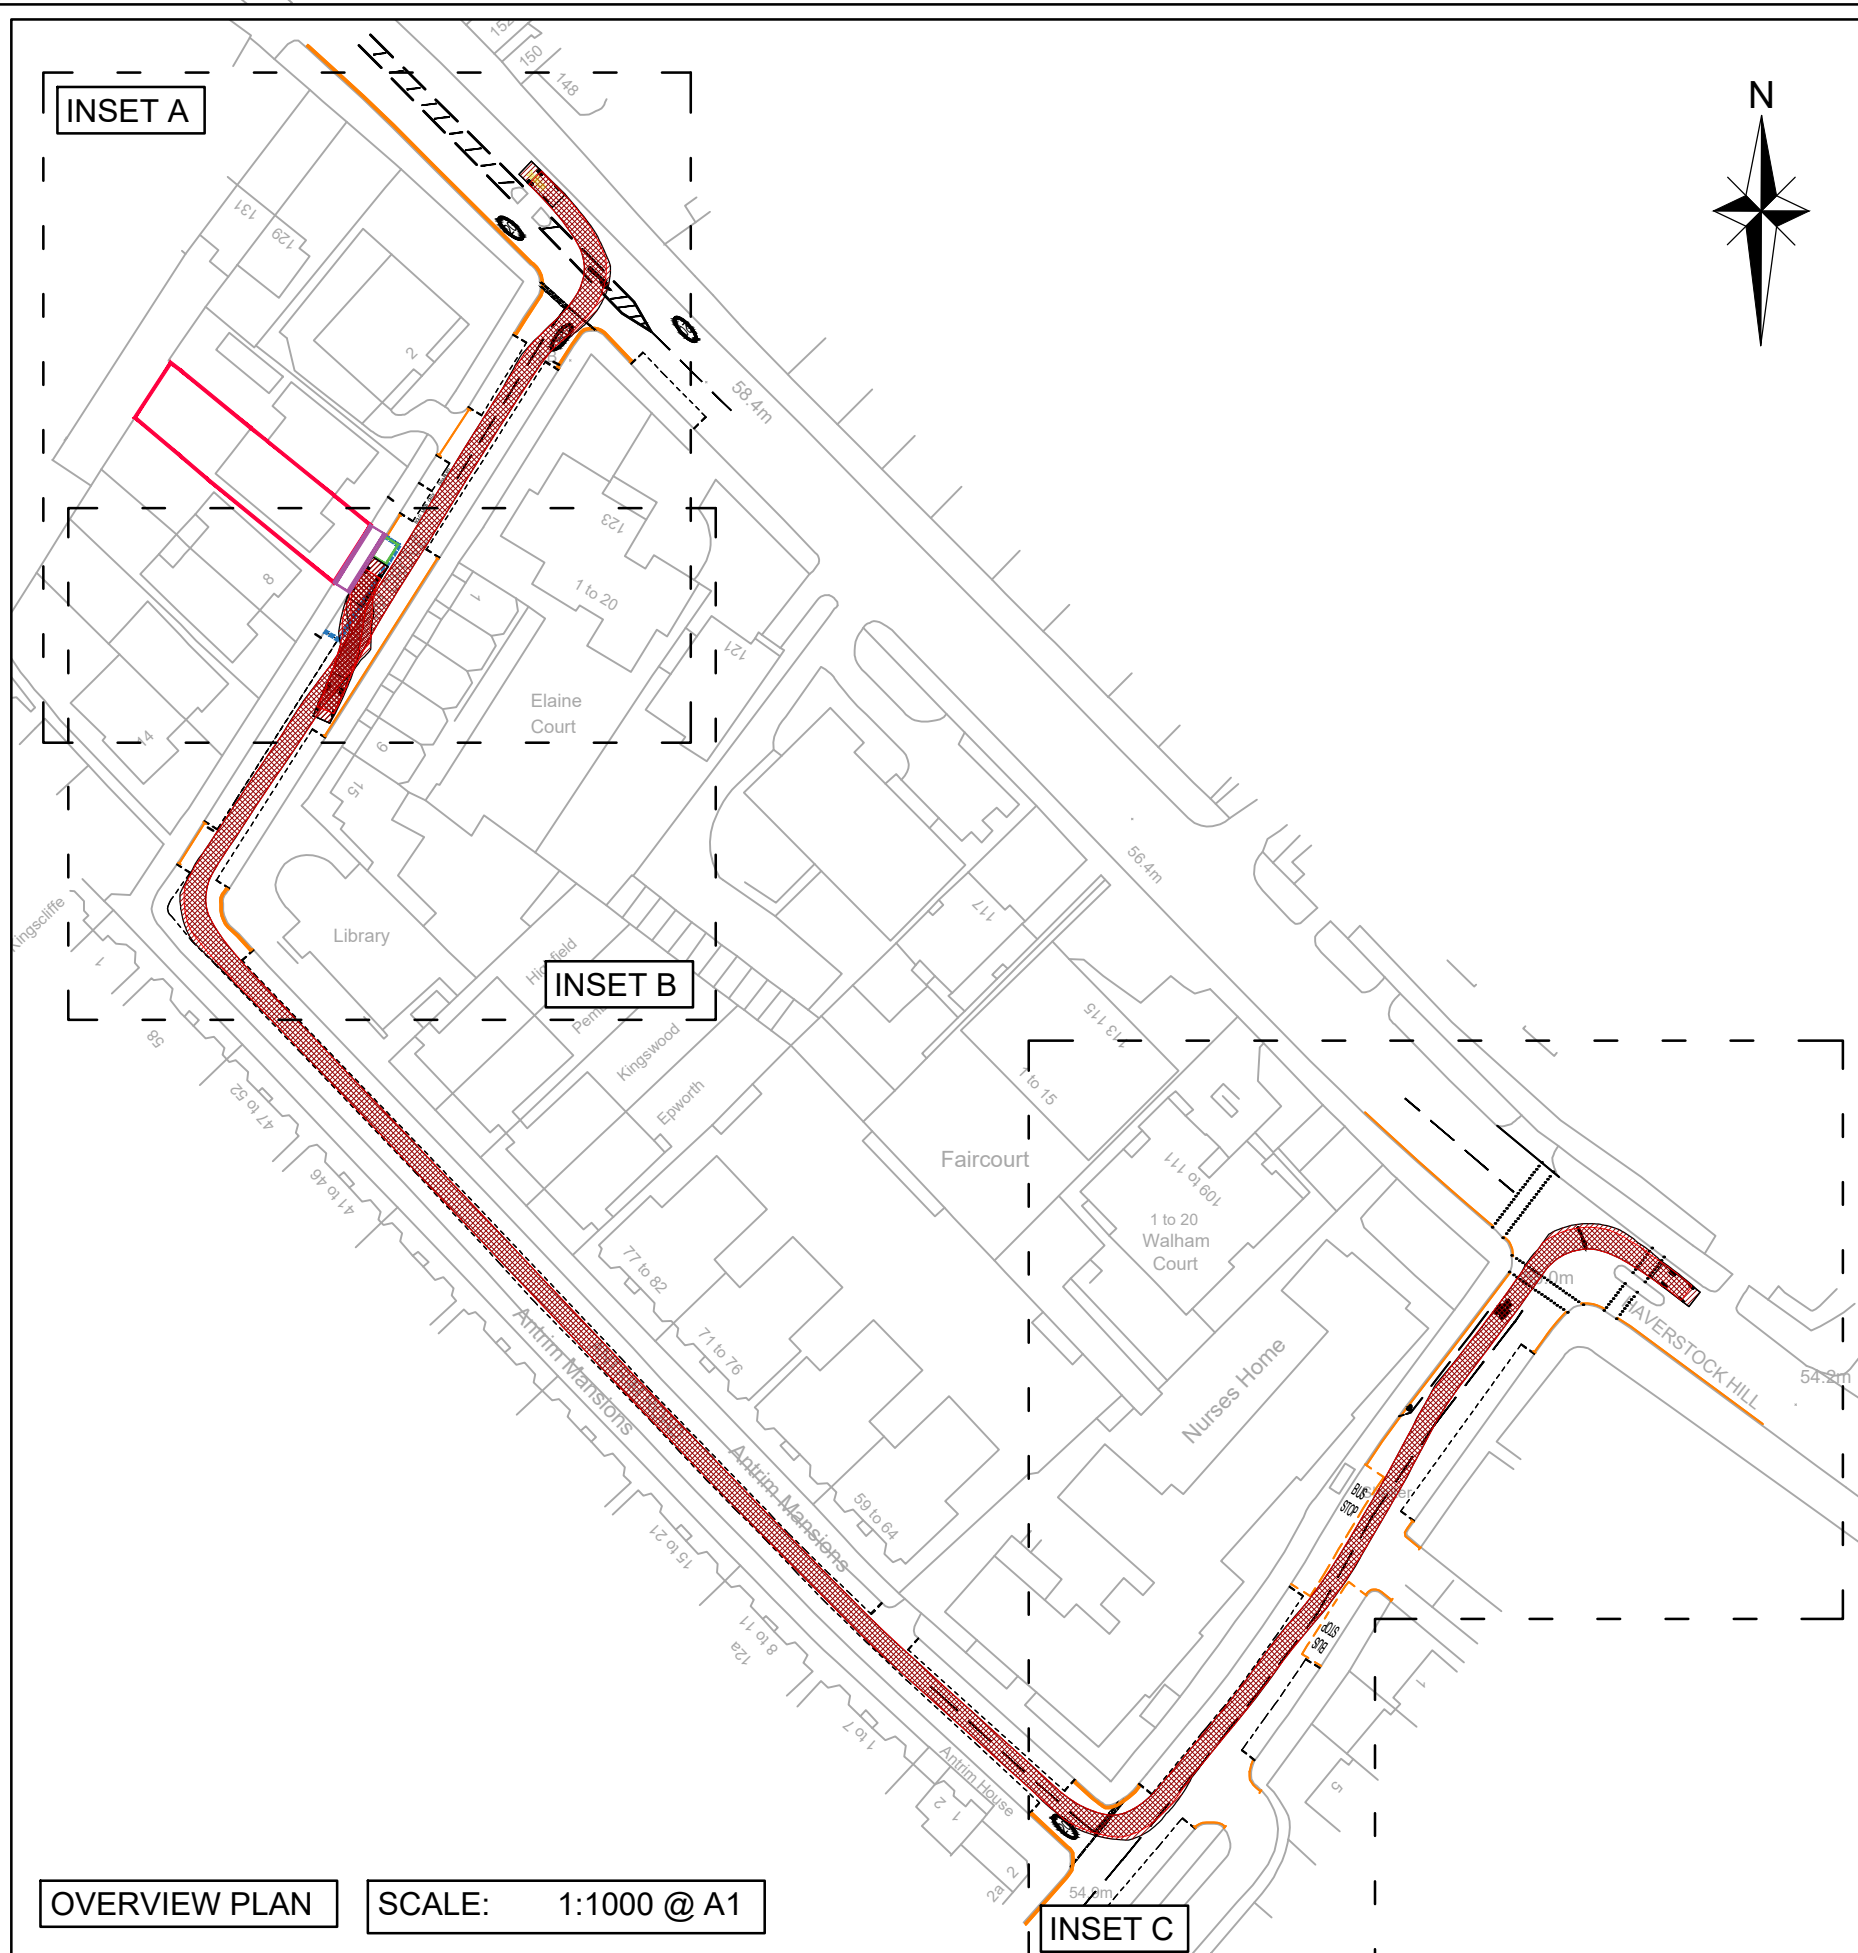 152
150
148
INSET A
N
131
129
2
58.4m
123
1 to 20
1
8
121
Elaine
Court
14
6
15
56.4m
117
Kingscliffe
Library
Highfield
INSET B
1
58
Kingswood
113 115
47 to 52
Epworth
1 to 15
Faircourt
41 to 46
109 to 111
1 to 20
Walham
Court
77 to 82
HAVERSTOCK HILL
Antrim Mansions
71 to 76
Nurses Home
54.2m
Antrim Mansions
59 to 64
BUS
STOP
15 to 21
BUS
STOP
8 to 11
12a
1
1 to 7
Antrim House
5
1
2
2
2a
54.9m
OVERVIEW PLAN
SCALE: 1:1000 @ A1
INSET C